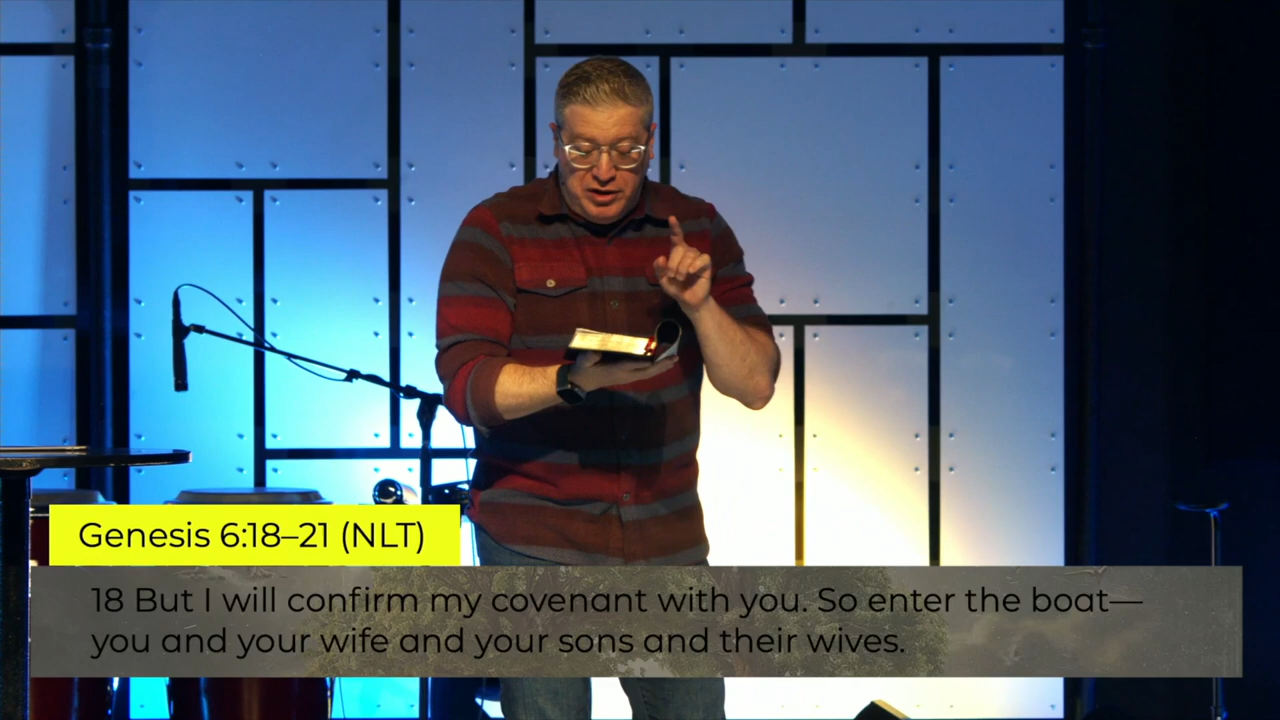 Genesis 6:18–21 (NLT)
18 But I will confirm my covenant with you. So enter the boat—
you and your wife and your sons and their wives.